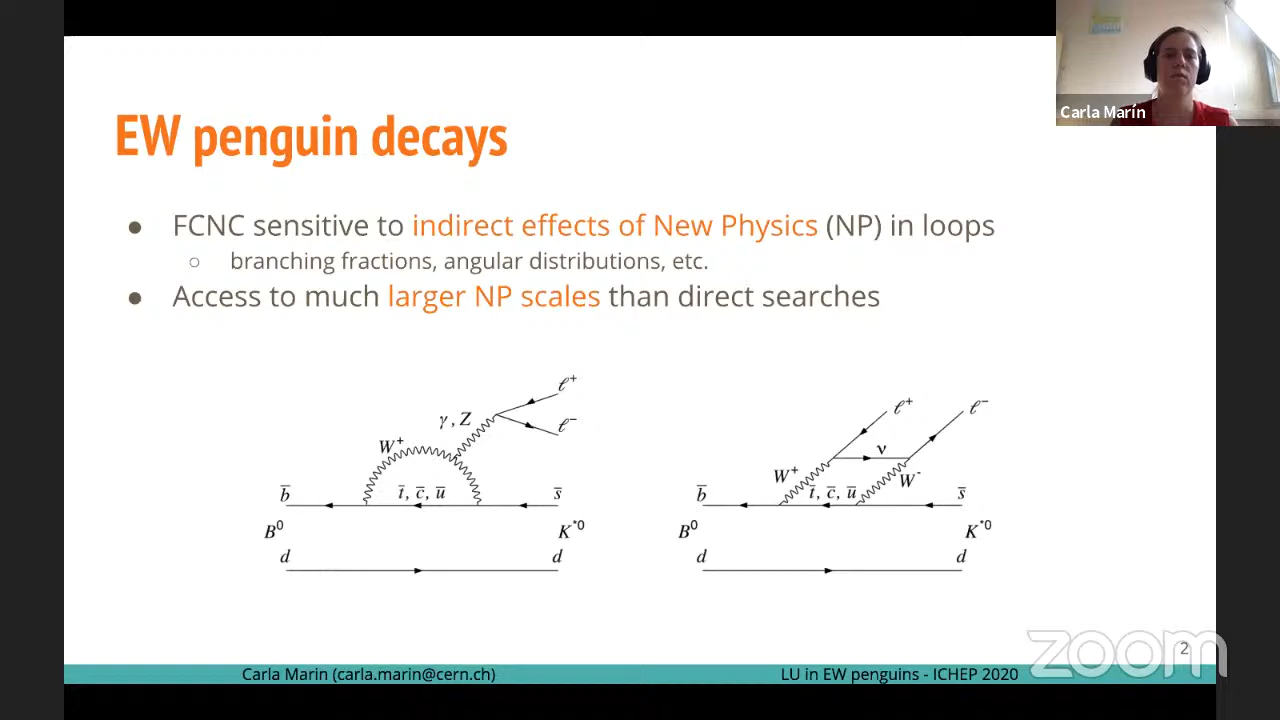 Carla Marín
EW penguin decays
● FCNC sensitive to indirect effects of New Physics (NP) in loops
○ branching fractions, angular distributions, etc.
● Access to much larger NP scales than direct searches
ℓ+
γ, Z
ℓ−
W+
b̄
t̄, c̄, ū
s̄
B0
K*0
d
d
ℓ+
ℓ−
ν
W+
W-
b̄
t̄, c̄, ū
s̄
B0
K*0
d
d
zoom
2
Carla Marin (carla.marin@cern.ch)
LU in EW penguins - ICHEP 2020